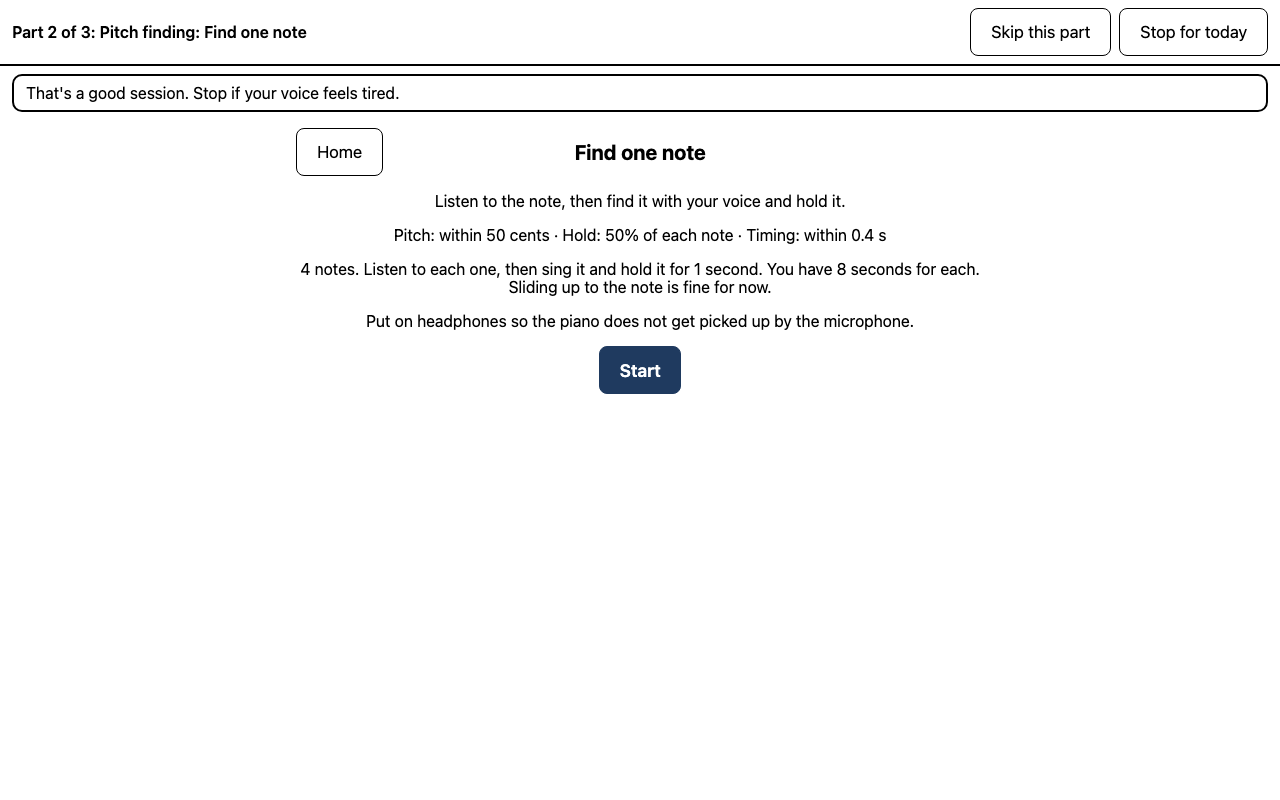 Part 2 of 3: Pitch finding: Find one note
Skip this part
Stop for today
That's a good session. Stop if your voice feels tired.
Home
Find one note
Listen to the note, then find it with your voice and hold it.
Pitch: within 50 cents · Hold: 50% of each note · Timing: within 0.4 s
4 notes. Listen to each one, then sing it and hold it for 1 second. You have 8 seconds for each.
Sliding up to the note is fine for now.
Put on headphones so the piano does not get picked up by the microphone.
Start